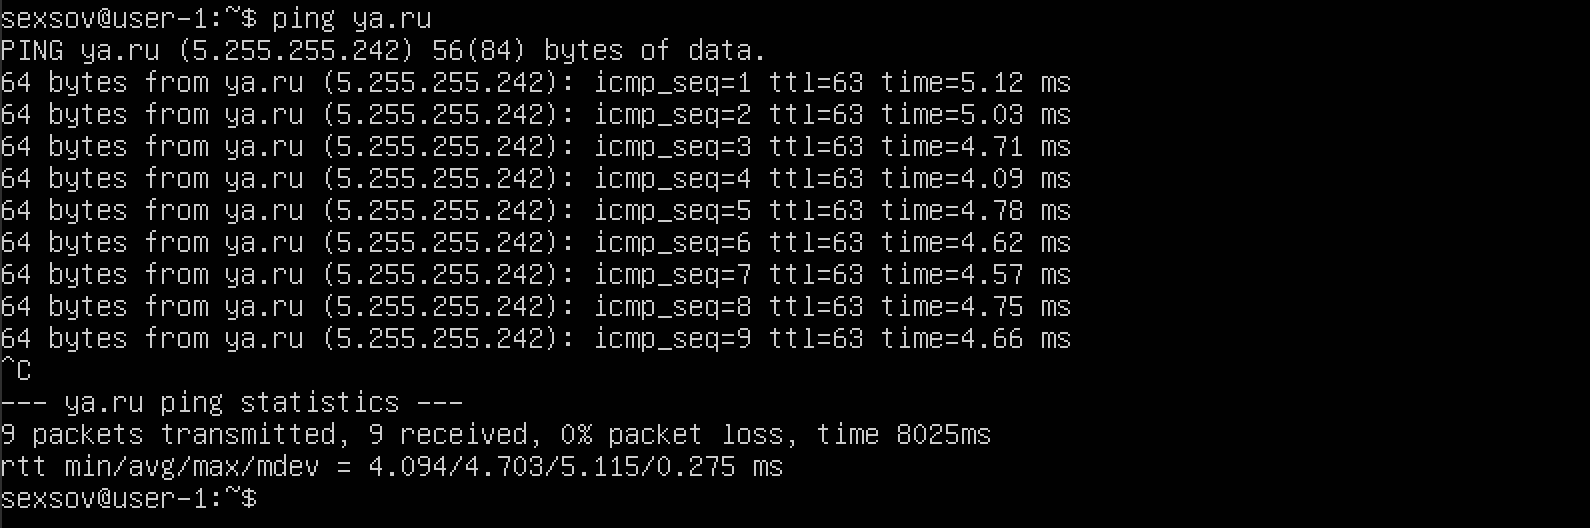 sexsov@user-1:~$ ping ya.ru
PING ya.ru (5.255.255.242) 56(84) bytes of data.
64 bytes from ya.ru (5.255.255.242): icmp_seq=1 ttl=63 time=5.12 ms
64 bytes from ya.ru (5.255.255.242): icmp_seq=2 ttl=63 time=5.03 ms
64 bytes from ya.ru (5.255.255.242): icmp_seq=3 ttl=63 time=4.71 ms
64 bytes from ya.ru (5.255.255.242): icmp_seq=4 ttl=63 time=4.09 ms
64 bytes from ya.ru (5.255.255.242): icmp_seq=5 ttl=63 time=4.78 ms
64 bytes from ya.ru (5.255.255.242): icmp_seq=6 ttl=63 time=4.62 ms
64 bytes from ya.ru (5.255.255.242): icmp_seq=7 ttl=63 time=4.57 ms
64 bytes from ya.ru (5.255.255.242): icmp_seq=8 ttl=63 time=4.75 ms
64 bytes from ya.ru (5.255.255.242): icmp_seq=9 ttl=63 time=4.66 ms
^C
--- ya.ru ping statistics ---
9 packets transmitted, 9 received, 0% packet loss, time 8025ms
rtt min/avg/max/mdev = 4.094/4.703/5.115/0.275 ms
sexsov@user-1:~$